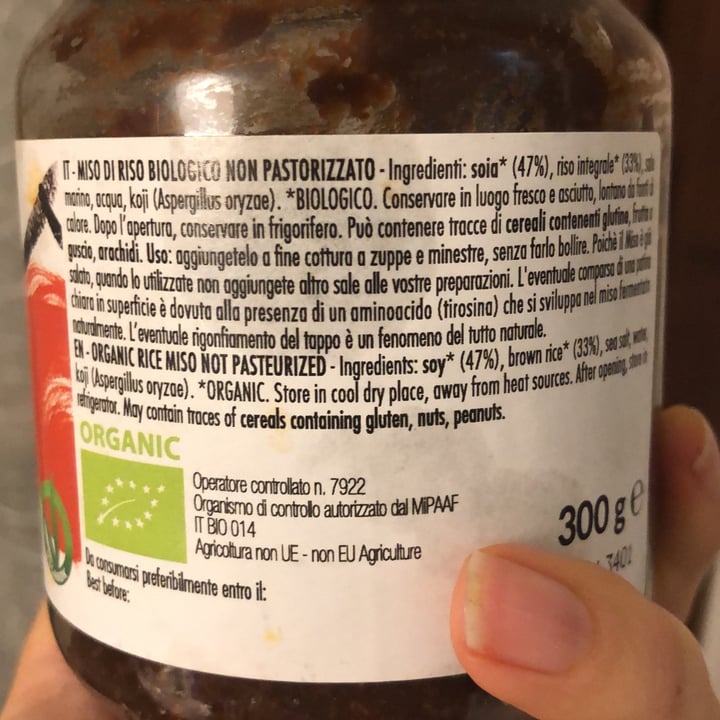 IT - MISO DI RISO BIOLOGICO NON PASTORIZZATO - Ingredienti: soia* (47%), riso integrale* (33%), sale
marino, acqua, koji (Aspergillus oryzae). *BIOLOGICO. Conservare in luogo fresco e asciutto, lontano da fonti di
calore. Dopo l'apertura, conservare in frigorifero. Può contenere tracce di cereali contenenti glutine, frutta a
guscio, arachidi. Uso: aggiungetelo a fine cottura a zuppe e minestre, senza farlo bollire. Poichè il Miso è già
salato, quando lo utilizzate non aggiungete altro sale alle vostre preparazioni. L'eventuale comparsa di una patina
chiara in superficie è dovuta alla presenza di un aminoacido (tirosina) che si sviluppa nel miso fermentato
naturalmente. L'eventuale rigonfiamento del tappo è un fenomeno del tutto naturale.
EN - ORGANIC RICE MISO NOT PASTEURIZED - Ingredients: soy* (47%), brown rice* (33%), sea salt, water,
koji (Aspergillus oryzae). *ORGANIC. Store in cool dry place, away from heat sources. After opening, store in
refrigerator. May contain traces of cereals containing gluten, nuts, peanuts.
ORGANIC
Operatore controllato n. 7922
Organismo di controllo autorizzato dal MiPAAF
IT BIO 014
Agricoltura non UE - non EU Agriculture
300 g e
3401
Da consumarsi preferibilmente entro il:
Best before: